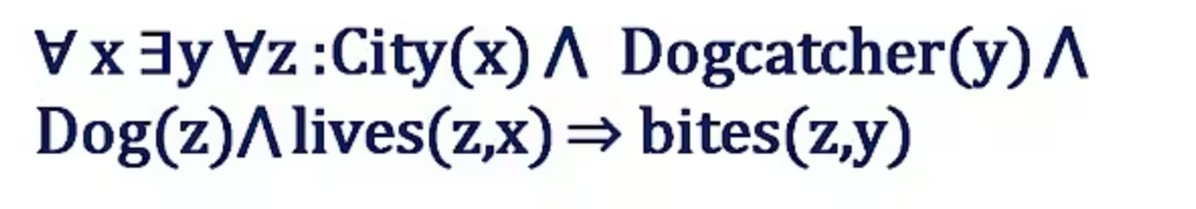 ∀ x ∃y ∀z :City(x) ∧ Dogcatcher(y) ∧
Dog(z)∧ lives(z,x) ⇒ bites(z,y)